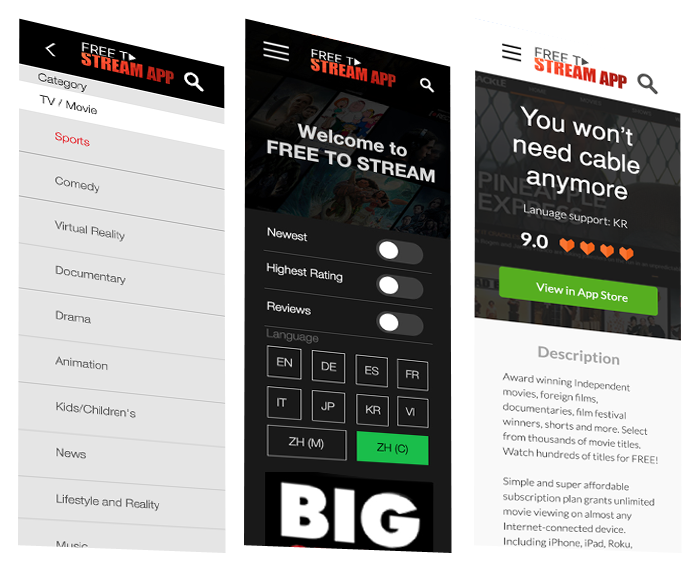 FREE T
STREAM APP
Category
TV / Movie
Sports
Comedy
Virtual Reality
Documentary
Drama
Animation
Kids/Children's
News
Lifestyle and Reality
Music
FREE T
STREAM APP
Welcome to
FREE TO STREAM
Newest
Highest Rating
Reviews
Language
EN
DE
ES
FR
IT
JP
KR
VI
ZH (M)
ZH (C)
BIG
FREE T
STREAM APP
ACKLE
HOME
MOVIES
You won't
need cable
anymore
PINEAPPLE
EXPRESS
Lanuage support: KR
9.0
View in App Store
Description
Award winning Independent
movies, foreign films,
documentaries, film festival
winners, shorts and more. Select
from thousands of movie titles.
Watch hundreds of titles for FREE!
Simple and super affordable
subscription plan grants unlimited
movie viewing on almost any
Internet-connected device.
Including iPhone, iPad, Roku,